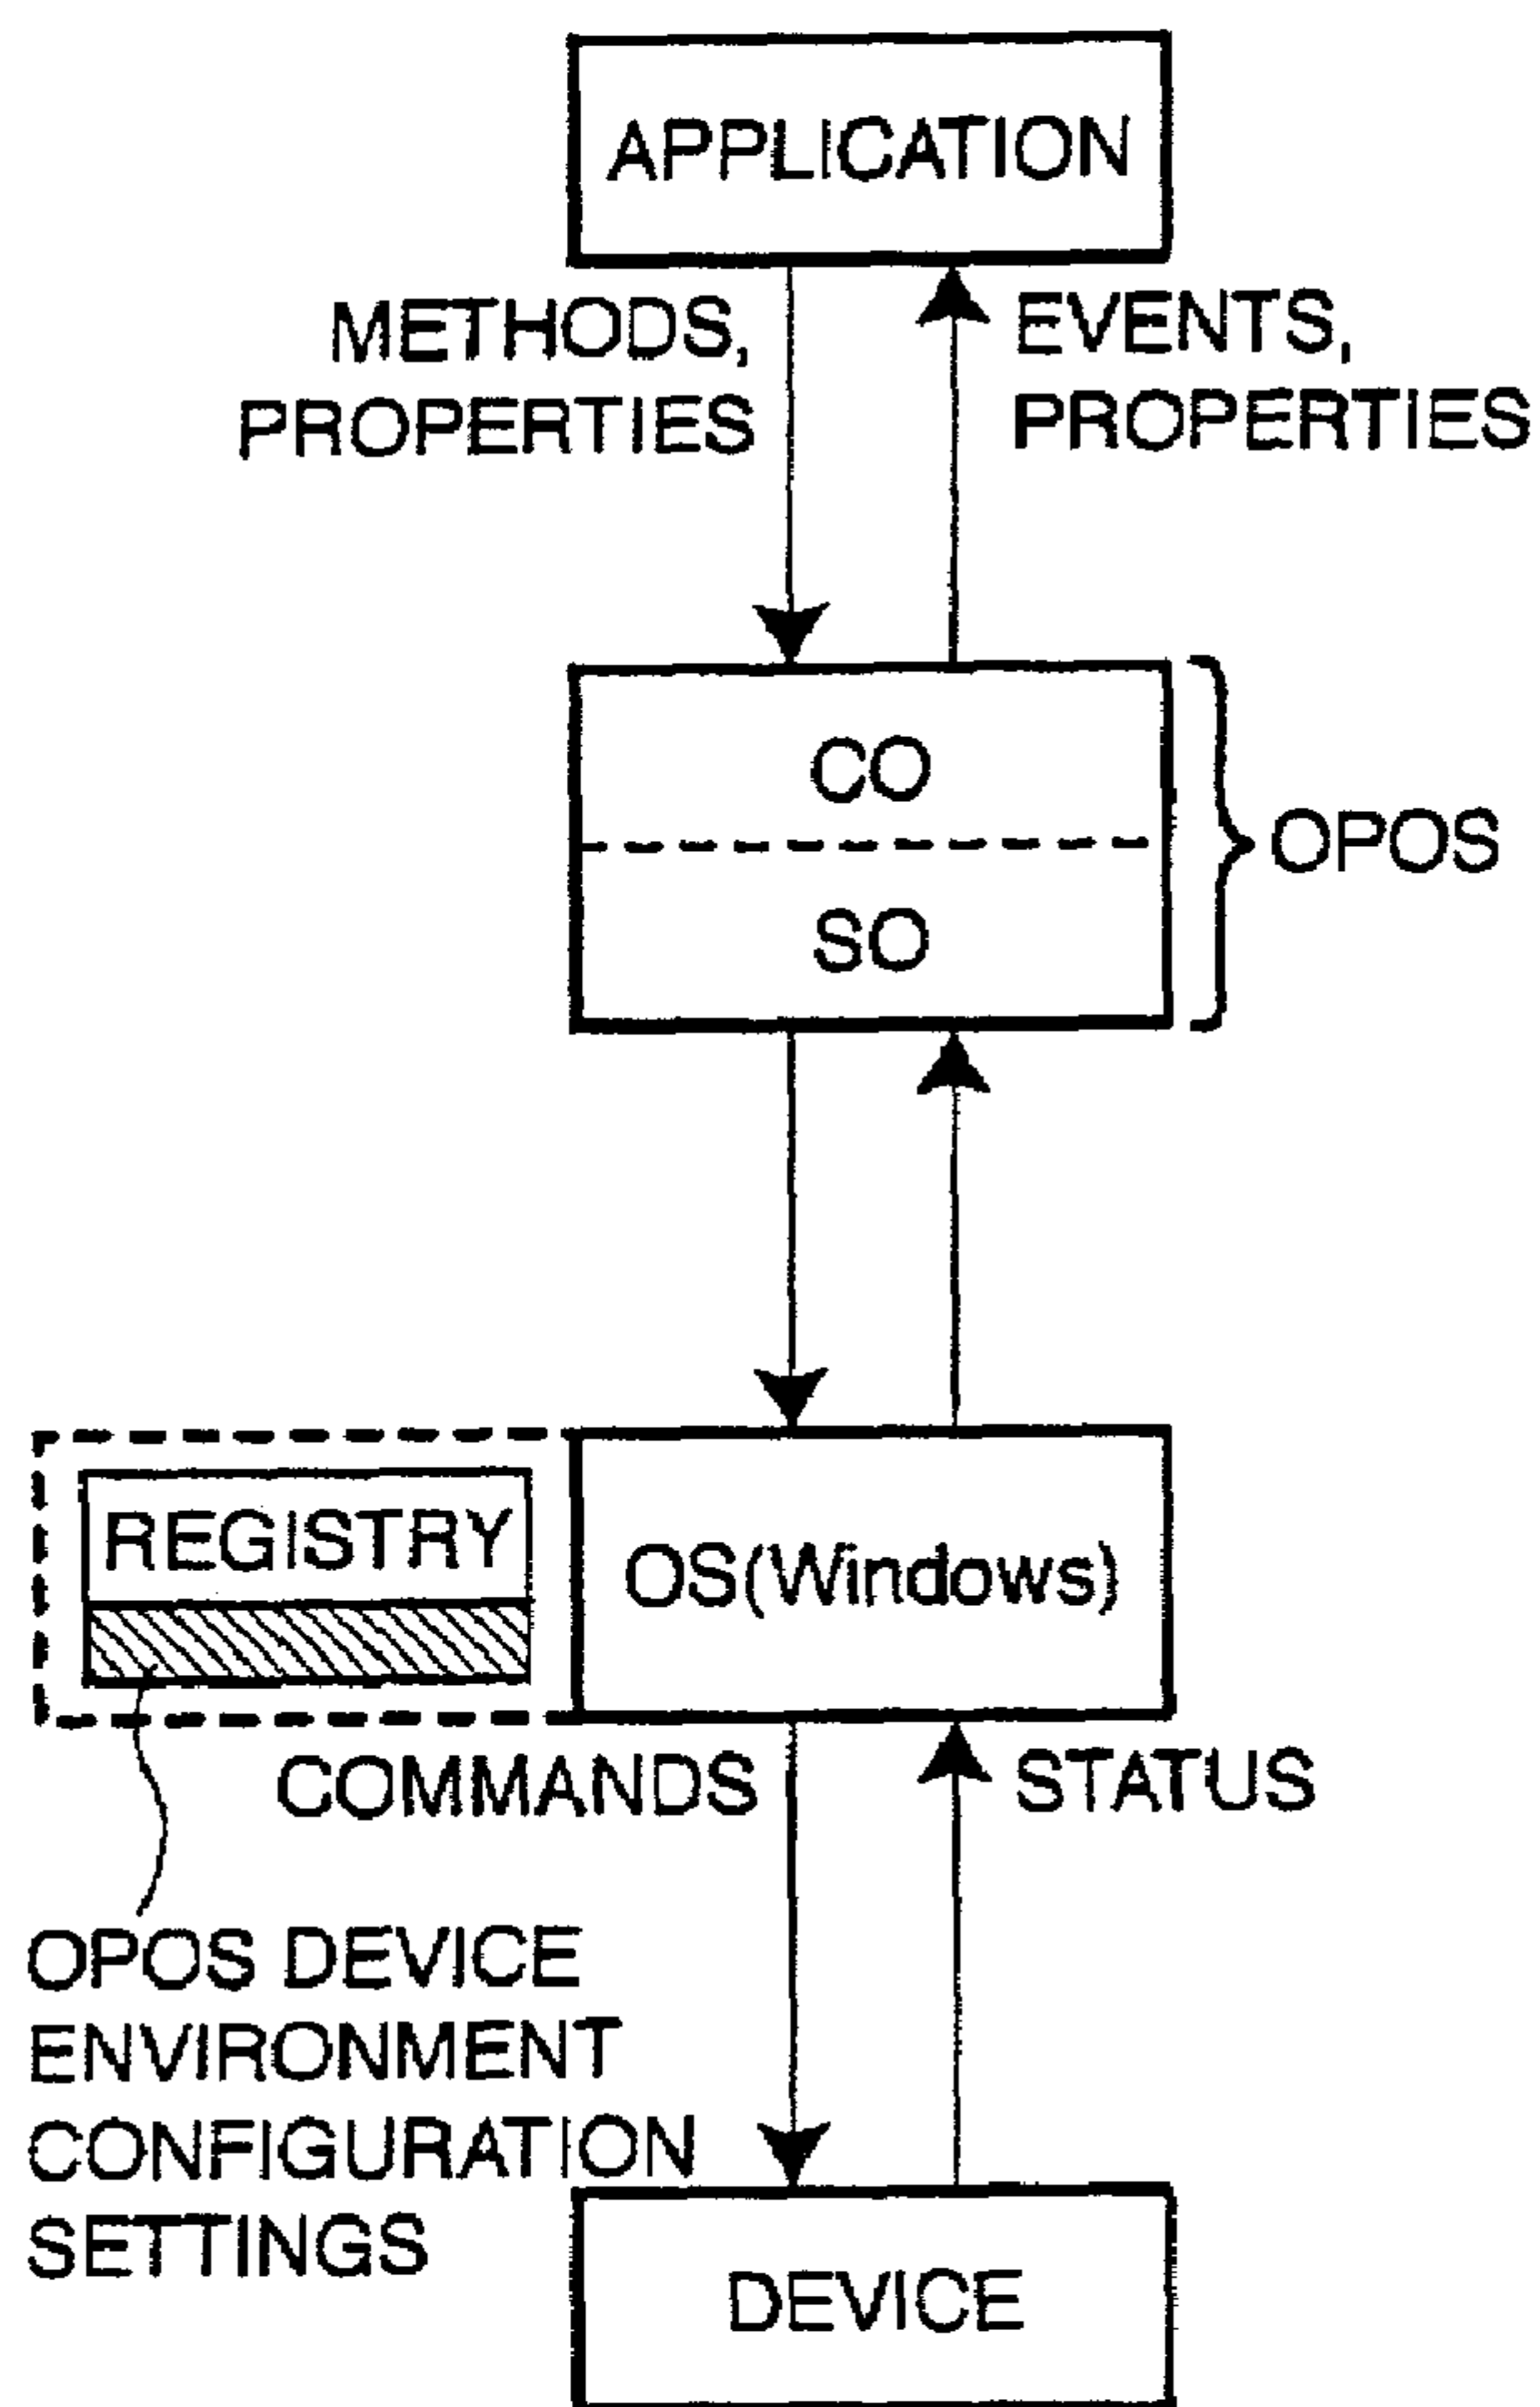 APPLICATION
METHODS,
PROPERTIES
EVENTS,
PROPERTIES
CO
SO
OPOS
REGISTRY
OS(Windows)
COMMANDS
STATUS
OPOS DEVICE
ENVIRONMENT
CONFIGURATION
SETTINGS
DEVICE